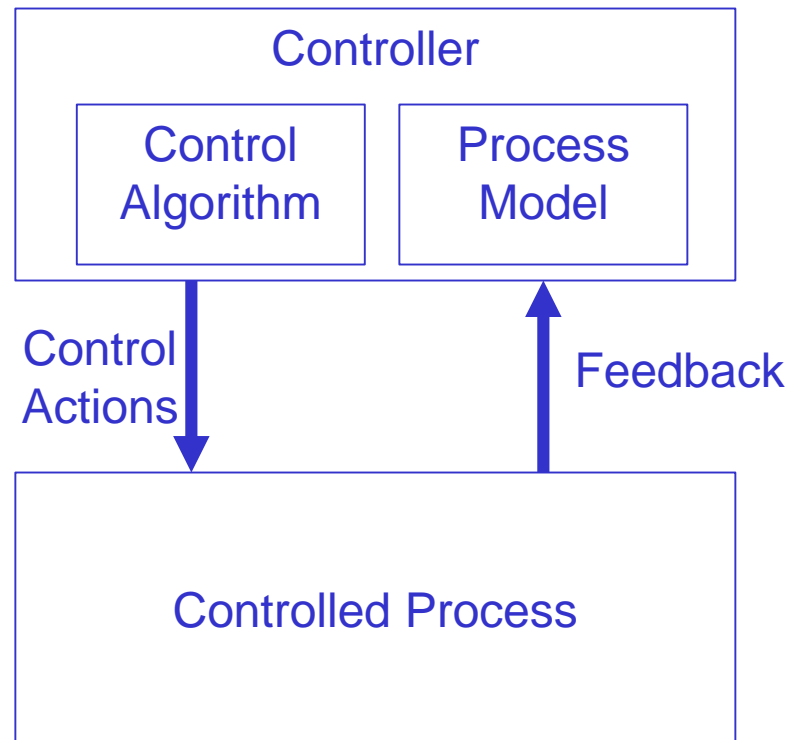 Controller
Control
Algorithm
Process
Model
Control
Actions
Feedback
Controlled Process